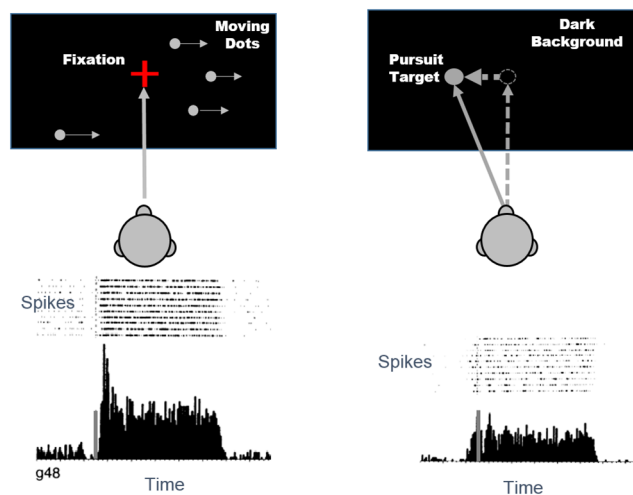 Moving
Dots
Fixation
Dark
Background
Pursuit
Target
Spikes
g48
Time
Spikes
Time